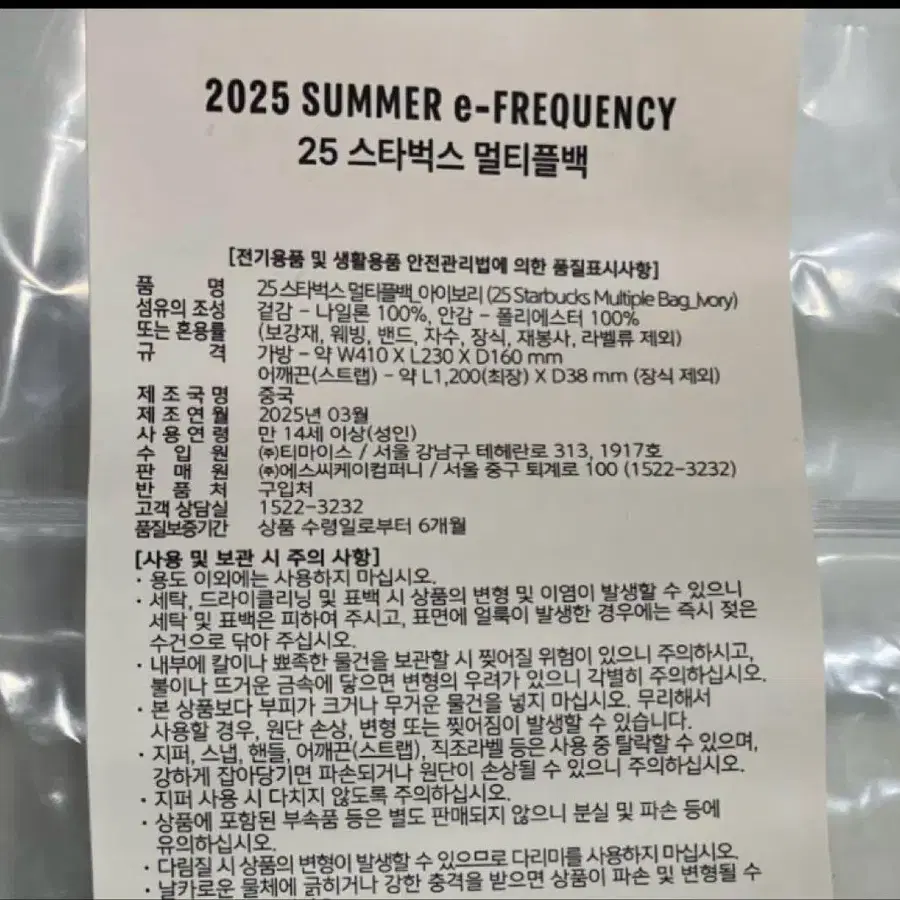 2025 SUMMER e-FREQUENCY
25 스타벅스 멀티플백
[전기용품 및 생활용품 안전관리법에 의한 품질표시사항]
품 명 25 스타벅스 멀티플백_아이보리 (25 Starbucks Multiple Bag_Ivory)
섬유의 조성 겉감 - 나일론 100%, 안감 - 폴리에스터 100%
또는 혼용률 (보강재, 웨빙, 밴드, 자수, 장식, 재봉사, 라벨류 제외)
규 격 가방 - 약 W410 X L230 X D160 mm
어깨끈(스트랩) - 약 L1,200(최장) X D38 mm (장식 제외)
제 조 국 명 중국
제 조 연 월 2025년 03월
사 용 연 령 만 14세 이상(성인)
수 입 원 ㈜티마이스 / 서울 강남구 테헤란로 313, 1917호
판 매 원 ㈜에스씨케이컴퍼니 / 서울 중구 퇴계로 100 (1522-3232)
반 품 처 구입처
고객 상담실 1522-3232
품질보증기간 상품 수령일로부터 6개월
[사용 및 보관 시 주의 사항]
· 용도 이외에는 사용하지 마십시오.
· 세탁, 드라이클리닝 및 표백 시 상품의 변형 및 이염이 발생할 수 있으니
세탁 및 표백은 피하여 주시고, 표면에 얼룩이 발생한 경우에는 즉시 젖은
수건으로 닦아 주십시오.
· 내부에 칼이나 뾰족한 물건을 보관할 시 찢어질 위험이 있으니 주의하시고,
불이나 뜨거운 금속에 닿으면 변형의 우려가 있으니 각별히 주의하십시오.
· 본 상품보다 부피가 크거나 무거운 물건을 넣지 마십시오. 무리해서
사용할 경우, 원단 손상, 변형 또는 찢어짐이 발생할 수 있습니다.
· 지퍼, 스냅, 핸들, 어깨끈(스트랩), 직조라벨 등은 사용 중 탈락할 수 있으며,
강하게 잡아당기면 파손되거나 원단이 손상될 수 있으니 주의하십시오.
· 지퍼 사용 시 다치지 않도록 주의하십시오.
· 상품에 포함된 부속품 등은 별도 판매되지 않으니 분실 및 파손 등에
유의하십시오.
· 다림질 시 상품의 변형이 발생할 수 있으므로 다리미를 사용하지 마십시오.
· 날카로운 물체에 긁히거나 강한 충격을 받으면 상품이 파손 및 변형될 수